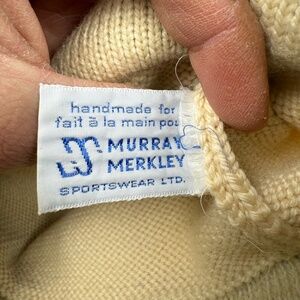 handmade for
fait à la main pou
MURRAY
MERKLEY
SPORTSWEAR LTD.